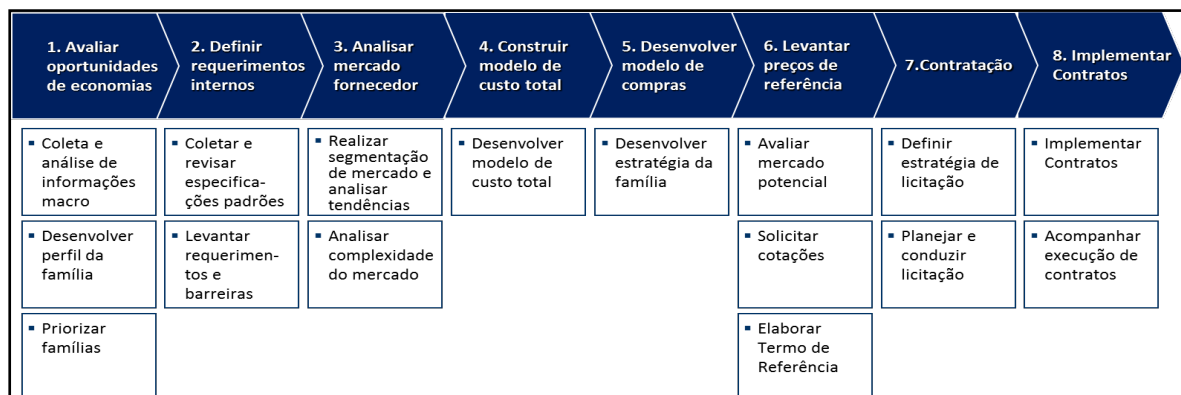 1. Avaliar
oportunidades
de economias
2. Definir
requerimentos
internos
3. Analisar
mercado
fornecedor
4. Construir
modelo de
custo total
5. Desenvolver
modelo de
compras
6. Levantar
preços de
referência
7.Contratação
8. Implementar
Contratos
▪ Coleta e
análise de
informações
macro
▪ Desenvolver
perfil da
família
▪ Priorizar
famílias
▪ Coletar e
revisar
especifica-
ções padrões
▪ Levantar
requerimen-
tos e
barreiras
▪ Realizar
segmentação
de mercado e
analisar
tendências
▪ Analisar
complexidade
do mercado
▪ Desenvolver
modelo de
custo total
▪ Desenvolver
estratégia da
família
▪ Avaliar
mercado
potencial
▪ Solicitar
cotações
▪ Elaborar
Termo de
Referência
▪ Definir
estratégia de
licitação
▪ Planejar e
conduzir
licitação
▪ Implementar
Contratos
▪ Acompanhar
execução de
contratos